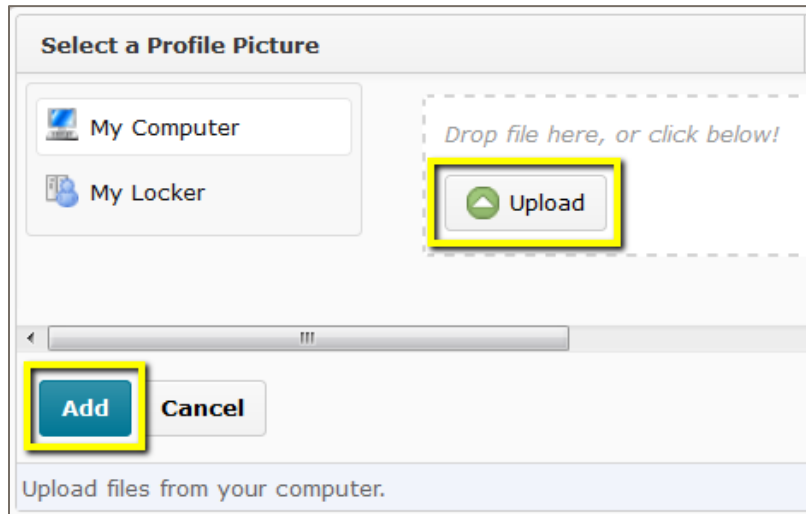 Select a Profile Picture
My Computer
My Locker
Drop file here, or click below!
Upload
Add
Cancel
Upload files from your computer.